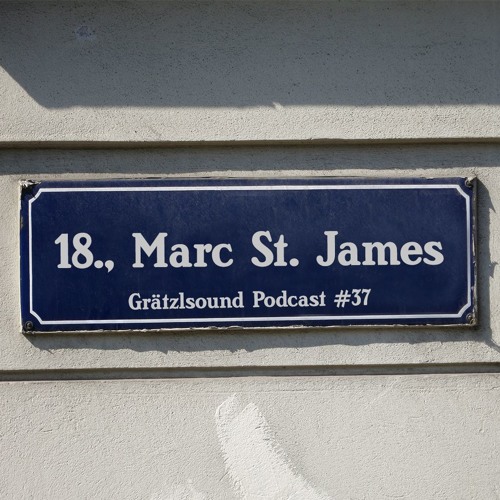 18., Marc St. James
Grätzlsound Podcast #37